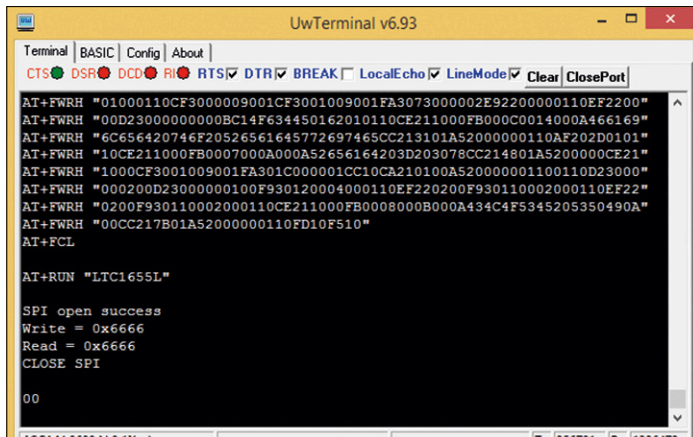 UwTerminal v6.93
Terminal BASIC Config About
CTS DSR DCD RI RTS DTR BREAK LocalEcho LineMode Clear ClosePort
AT+FWRH "01000110CF3000009001CF3001009001FA3073000002E92200000110EF2200"
AT+FWRH "00D23000000000BC14F634450162010110CE211000FB000C0014000A466169"
AT+FWRH "6C656420746F20526561645772697465CC213101A52000000110AF202D0101"
AT+FWRH "10CE211000FB0007000A000A52656164203D203078CC214801A5200000CE21"
AT+FWRH "1000CF3001009001FA301C000001CC10CA210100A520000001100110D23000"
AT+FWRH "000200D23000000100F930120004000110EF220200F930110002000110EF22"
AT+FWRH "0200F930110002000110CE211000FB0008000B000A434C4F5345205350490A"
AT+FWRH "00CC217B01A52000000110FD10F510"
AT+FCL
AT+RUN "LTC1655L"
SPI open success
Write = 0x6666
Read = 0x6666
CLOSE SPI
00